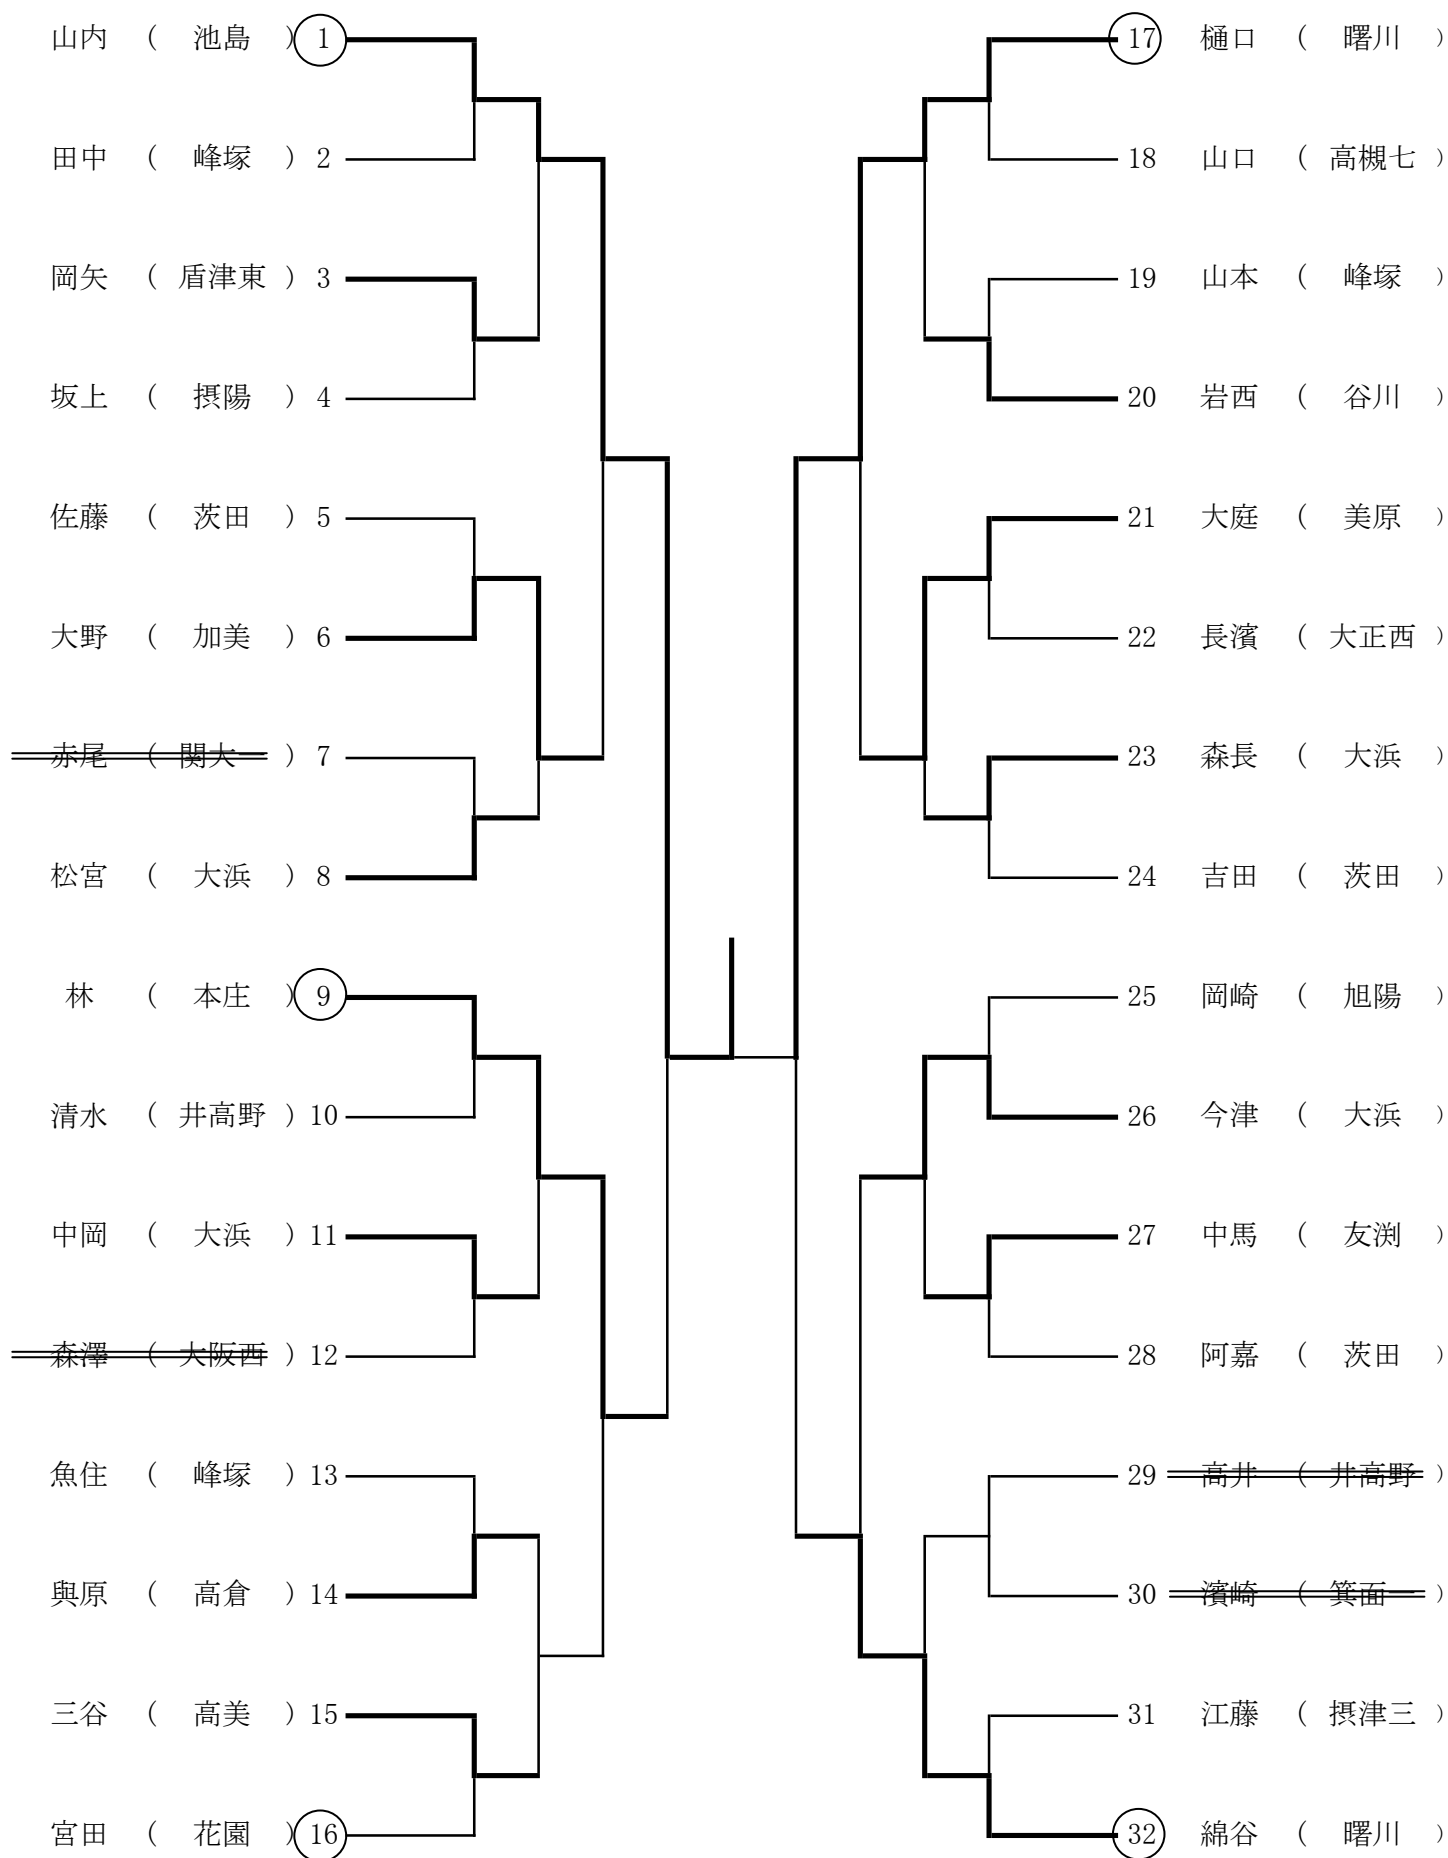 山内 ( 池島 ) 1
田中 ( 峰塚 ) 2
岡矢 ( 盾津東 ) 3
坂上 ( 摂陽 ) 4
佐藤 ( 茨田 ) 5
大野 ( 加美 ) 6
赤尾 ( 関大一 ) 7
松宮 ( 大浜 ) 8
林 ( 本庄 ) 9
清水 ( 井高野 ) 10
中岡 ( 大浜 ) 11
森澤 ( 大阪西 ) 12
魚住 ( 峰塚 ) 13
與原 ( 高倉 ) 14
三谷 ( 高美 ) 15
宮田 ( 花園 ) 16
17 樋口 ( 曙川 )
18 山口 ( 高槻七 )
19 山本 ( 峰塚 )
20 岩西 ( 谷川 )
21 大庭 ( 美原 )
22 長濱 ( 大正西 )
23 森長 ( 大浜 )
24 吉田 ( 茨田 )
25 岡崎 ( 旭陽 )
26 今津 ( 大浜 )
27 中馬 ( 友渕 )
28 阿嘉 ( 茨田 )
29 高井 ( 井高野 )
30 濱崎 ( 箕面一 )
31 江藤 ( 摂津三 )
32 綿谷 ( 曙川 )